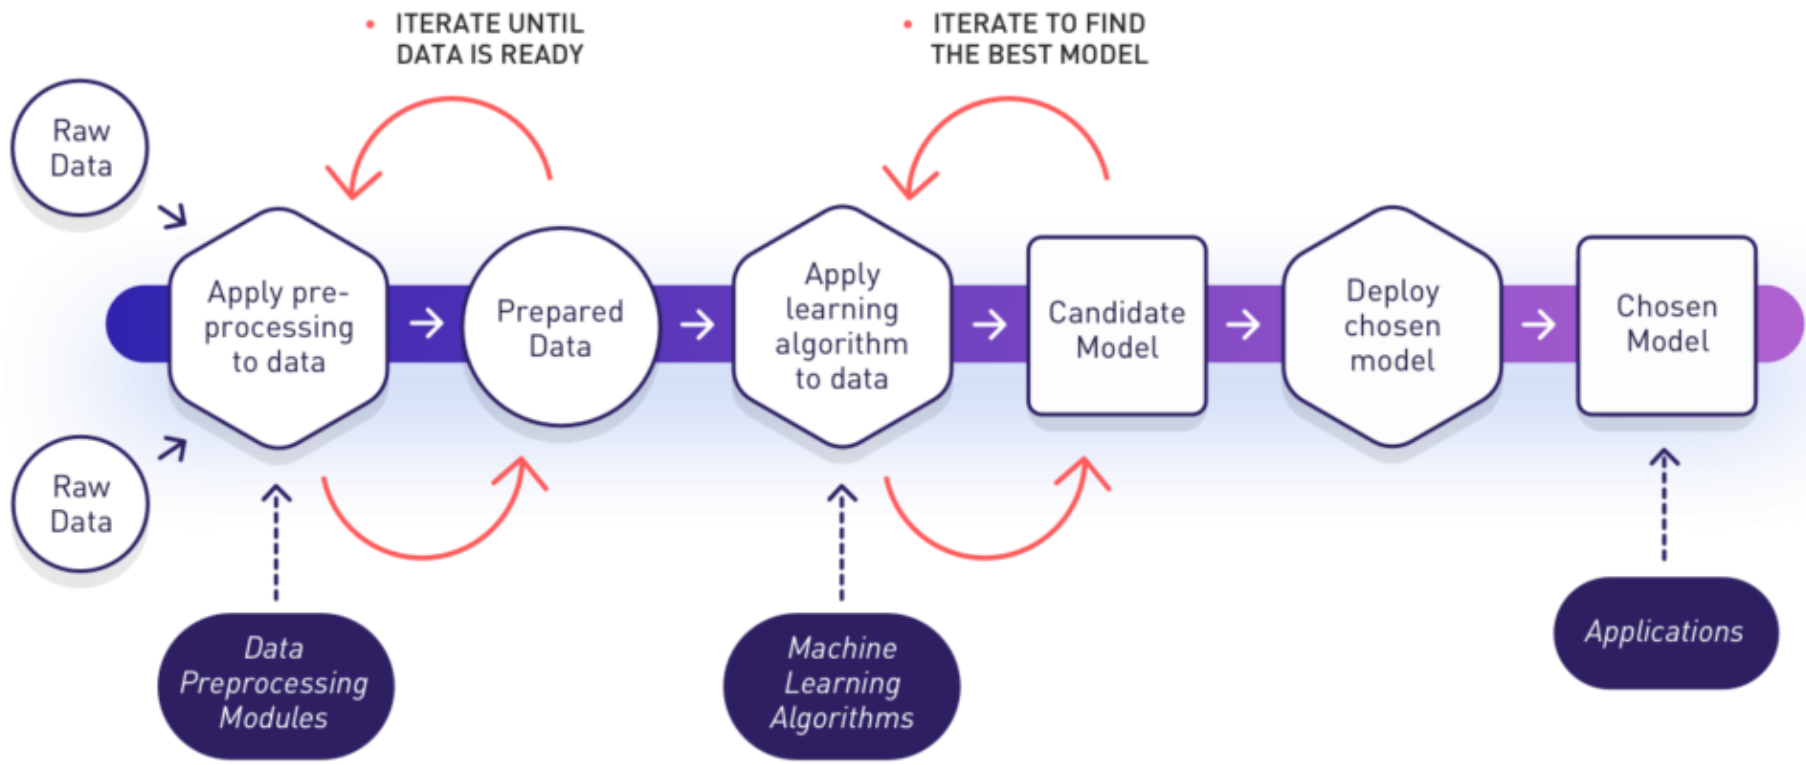 ITERATE UNTIL
DATA IS READY
ITERATE TO FIND
THE BEST MODEL
Raw
Data
Raw
Data
Apply pre-
processing
to data
Prepared
Data
Apply
learning
algorithm
to data
Candidate
Model
Deploy
chosen
model
Chosen
Model
Data
Preprocessing
Modules
Machine
Learning
Algorithms
Applications